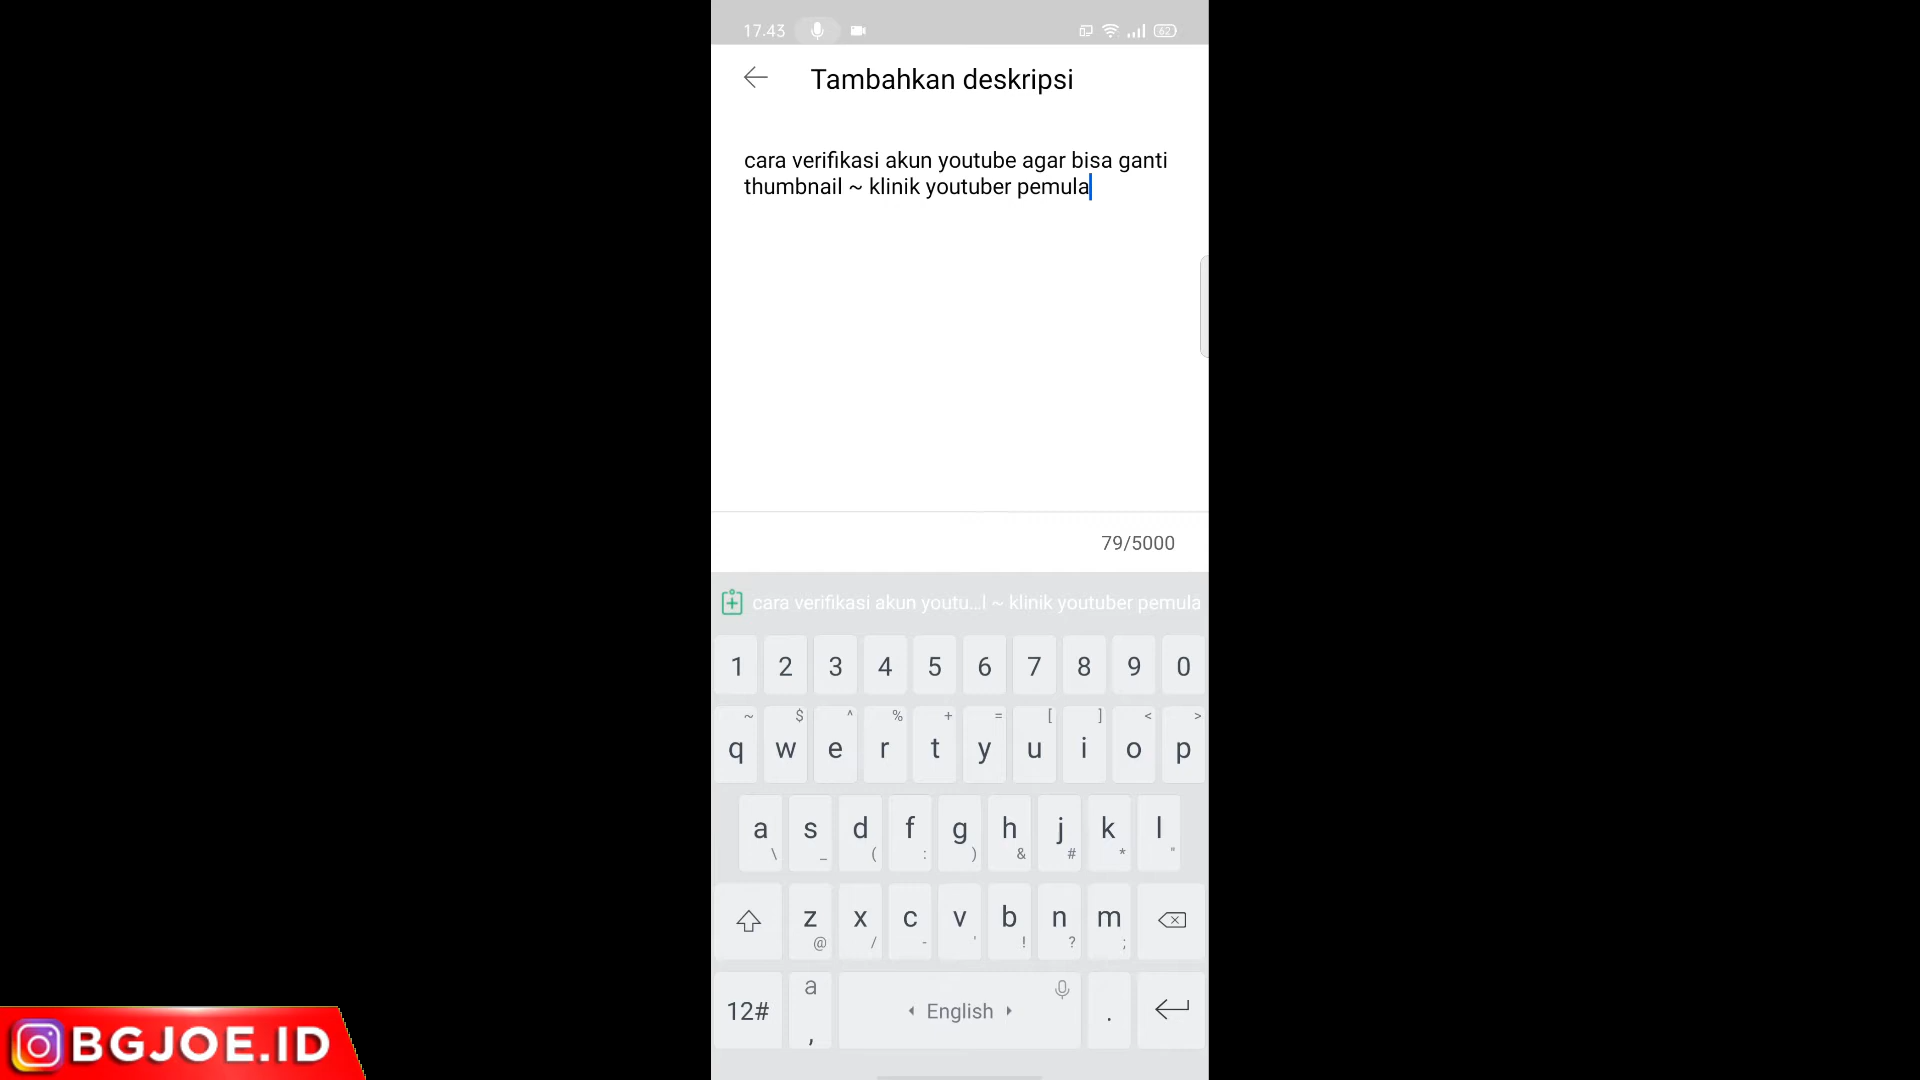 17.43
62
Tambahkan deskripsi
cara verifikasi akun youtube agar bisa ganti
thumbnail ~ klinik youtuber pemula
79/5000
cara verifikasi akun youtu...l ~ klinik youtuber pemula
1 2 3 4 5 6 7 8 9 0
~ $ ^ % + = [ ] < >
q w e r t y u i o p
a s d f g h j k l
\ _ ( : ) & # * "
z x c v b n m
@ / - ' ! ? ;
12# a , English .
BGJOE.ID